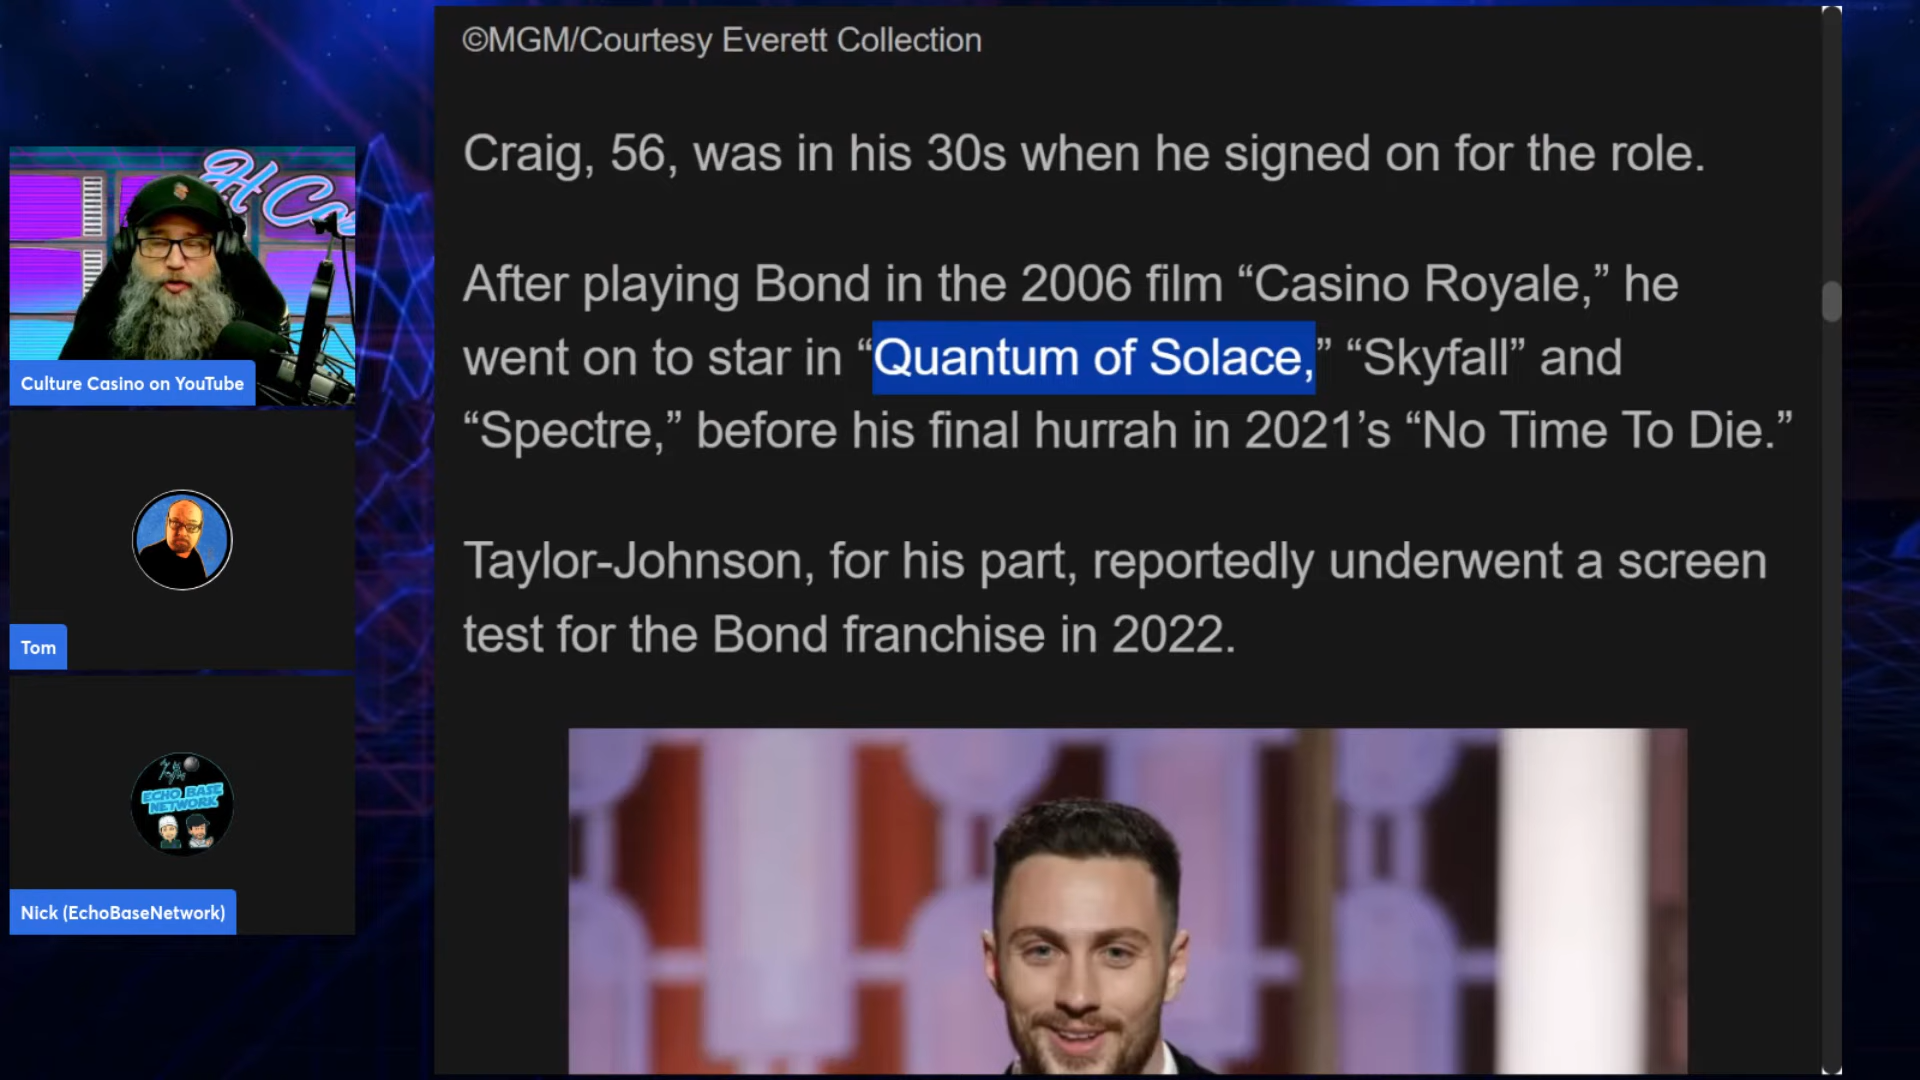 ©MGM/Courtesy Everett Collection
Craig, 56, was in his 30s when he signed on for the role.
After playing Bond in the 2006 film “Casino Royale,” he
went on to star in “Quantum of Solace,” “Skyfall” and
“Spectre,” before his final hurrah in 2021’s “No Time To Die.”
Taylor-Johnson, for his part, reportedly underwent a screen
test for the Bond franchise in 2022.
Culture Casino on YouTube
Tom
ECHO BASE
NETWORK
Nick (EchoBaseNetwork)